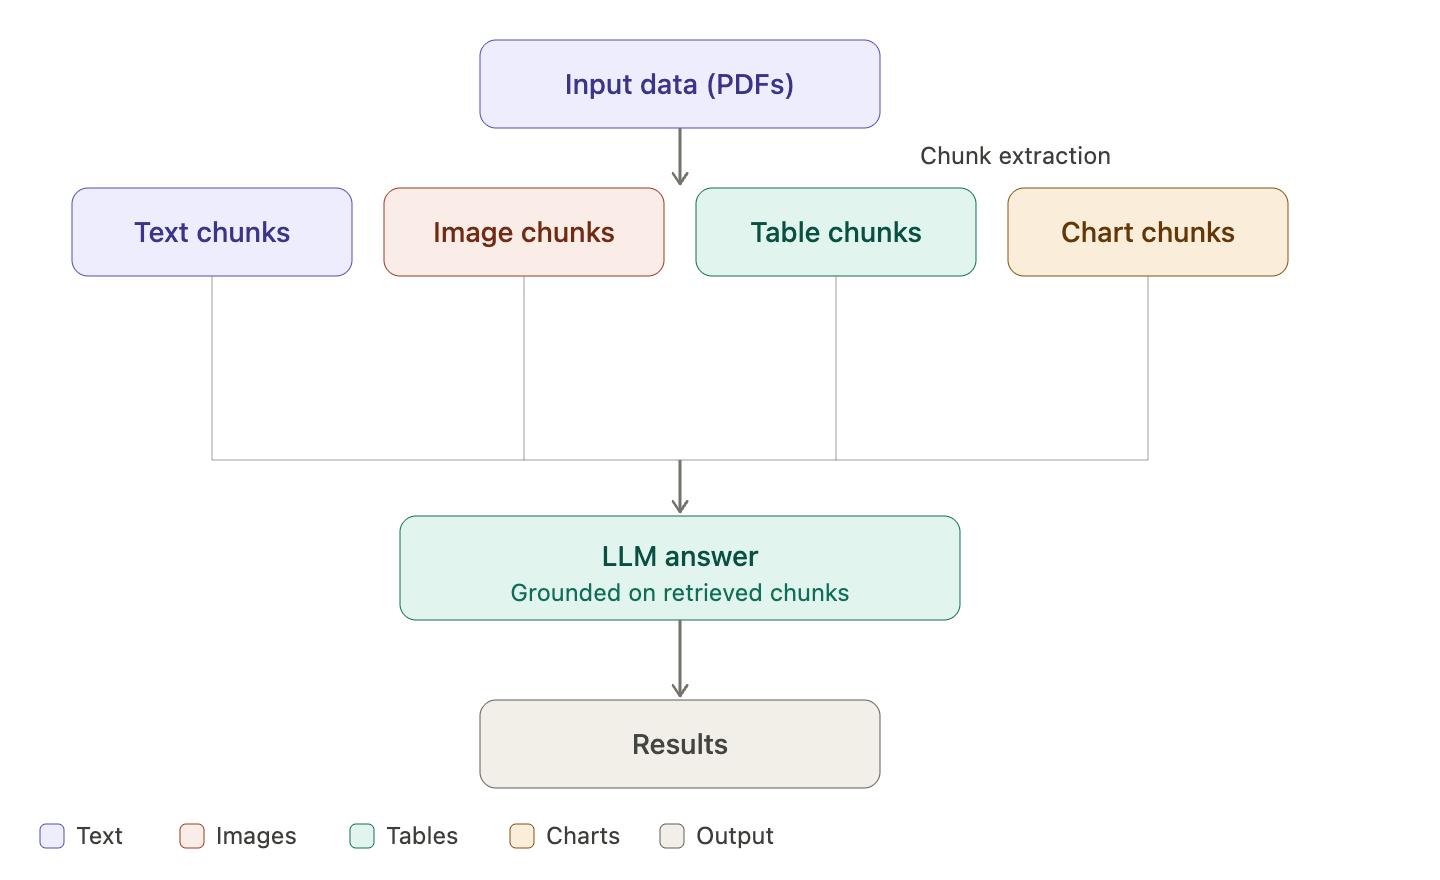 Input data (PDFs)
Chunk extraction
Text chunks
Image chunks
Table chunks
Chart chunks
LLM answer
Grounded on retrieved chunks
Results
Text
Images
Tables
Charts
Output